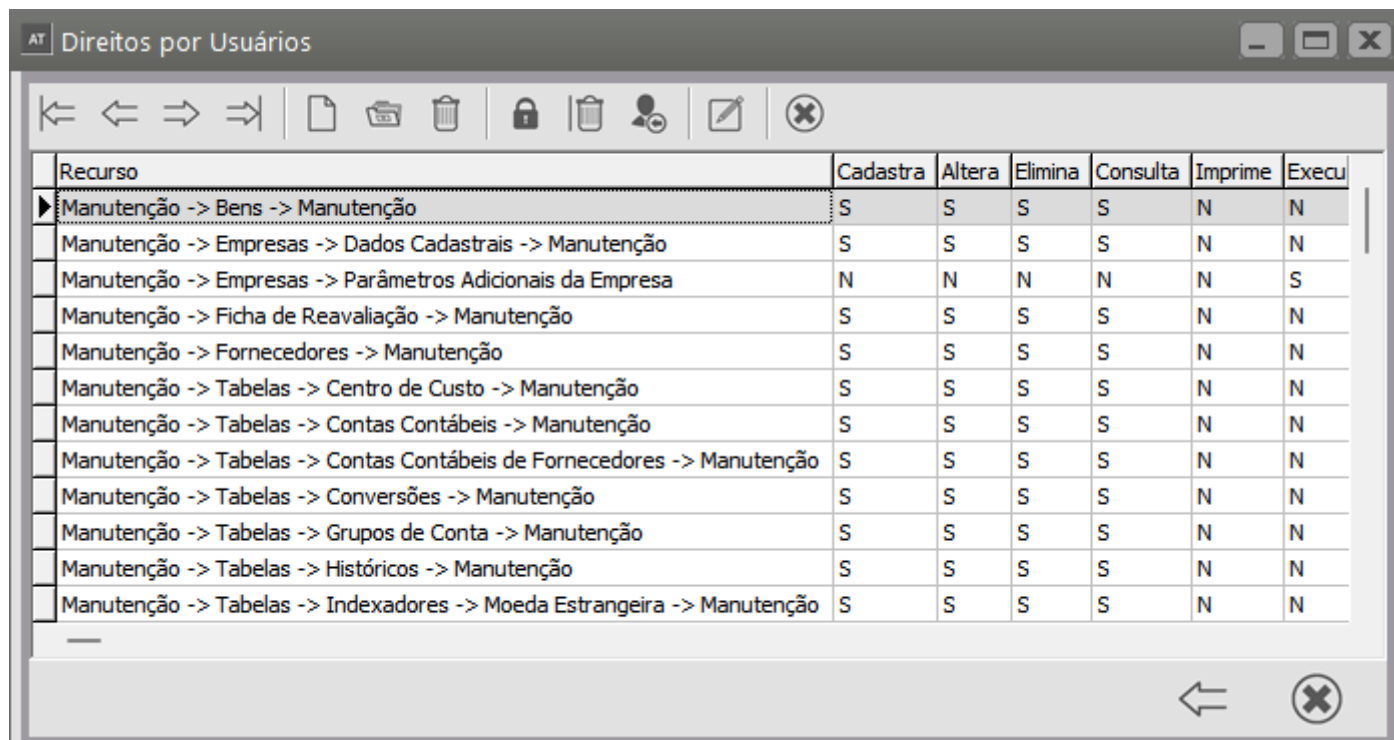 AT Direitos por Usuários
Recurso Cadastra Altera Elimina Consulta Imprime Execu
Manutenção -> Bens -> Manutenção S S S S N N
Manutenção -> Empresas -> Dados Cadastrais -> Manutenção S S S S N N
Manutenção -> Empresas -> Parâmetros Adicionais da Empresa N N N N N S
Manutenção -> Ficha de Reavaliação -> Manutenção S S S S N N
Manutenção -> Fornecedores -> Manutenção S S S S N N
Manutenção -> Tabelas -> Centro de Custo -> Manutenção S S S S N N
Manutenção -> Tabelas -> Contas Contábeis -> Manutenção S S S S N N
Manutenção -> Tabelas -> Contas Contábeis de Fornecedores -> Manutenção S S S S N N
Manutenção -> Tabelas -> Conversões -> Manutenção S S S S N N
Manutenção -> Tabelas -> Grupos de Conta -> Manutenção S S S S N N
Manutenção -> Tabelas -> Históricos -> Manutenção S S S S N N
Manutenção -> Tabelas -> Indexadores -> Moeda Estrangeira -> Manutenção S S S S N N